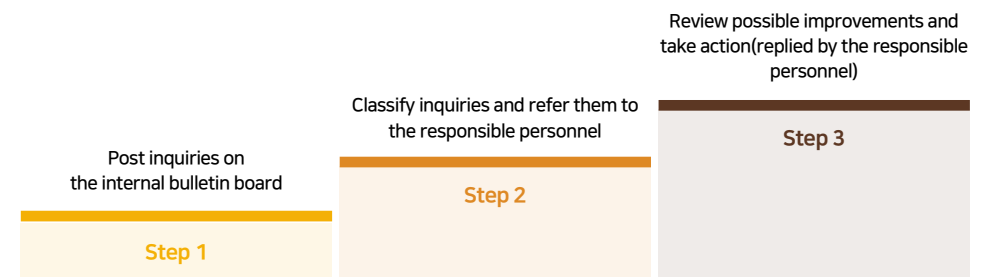 Post inquiries on
the internal bulletin board
Step 1
Classify inquiries and refer them to
the responsible personnel
Step 2
Review possible improvements and
take action(replied by the responsible
personnel)
Step 3